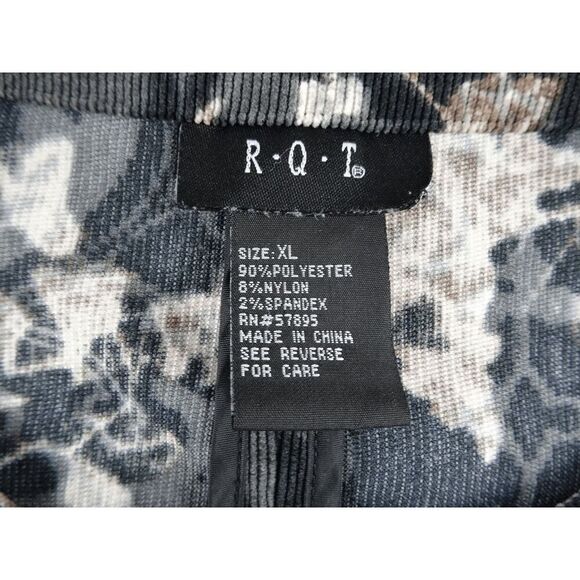 R·Q·T®
SIZE:XL
90%POLYESTER
8%NYLON
2%SPANDEX
RN#57895
MADE IN CHINA
SEE REVERSE
FOR CARE